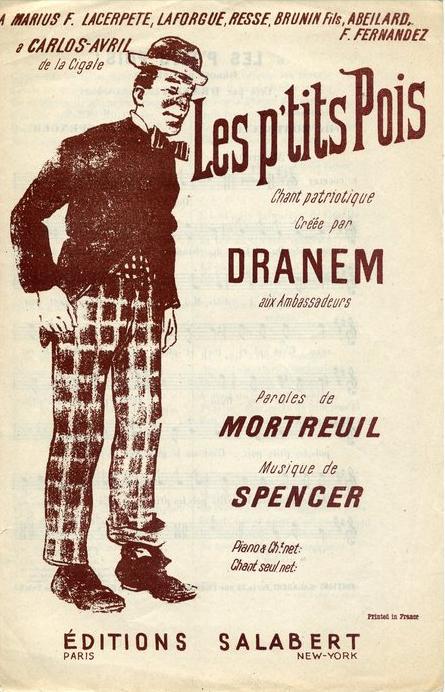 A MARIUS F. LACERPETE, LAFORGUE, RESSE, BRUNIN Fils, ABEILARD,
F. FERNANDEZ
a CARLOS-AVRIL
de la Cigale
Les p'tits Pois
Chant patriotique
Créée par
DRANEM
aux Ambassadeurs
Paroles de
MORTREUIL
Musique de
SPENCER
Piano & Ch.t net:
Chant seul net:
Printed in France
ÉDITIONS SALABERT
PARIS NEW-YORK